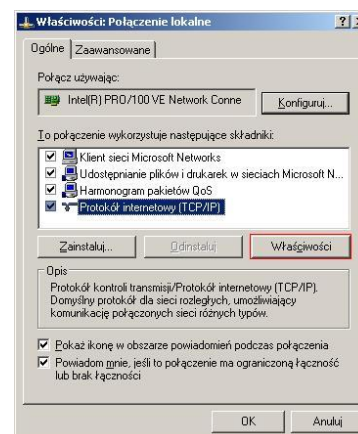 Właściwości: Połączenie lokalne
Ogólne Zaawansowane
Połącz używając:
Intel(R) PRO/100 VE Network Conne
Konfiguruj...
To połączenie wykorzystuje następujące składniki:
Klient sieci Microsoft Networks
Udostępnianie plików i drukarek w sieciach Microsoft N...
Harmonogram pakietów QoS
Protokół internetowy (TCP/IP)
Zainstaluj... Odinstaluj Właściwości
Opis
Protokół kontroli transmisji/Protokół internetowy (TCP/IP).
Domyślny protokół dla sieci rozległych, umożliwiający
komunikację połączonych sieci różnych typów.
Pokaż ikonę w obszarze powiadomień podczas połączenia
Powiadom mnie, jeśli to połączenie ma ograniczoną łączność
lub brak łączności
OK Anuluj